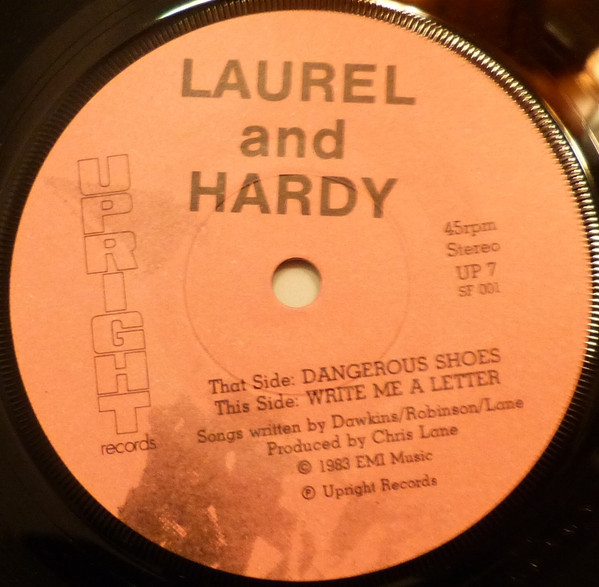 LAUREL
and
HARDY
UPRIGHT
records
45rpm
Stereo
UP 7
SF 001
That Side: DANGEROUS SHOES
This Side: WRITE ME A LETTER
Songs written by Dawkins/Robinson/Lane
Produced by Chris Lane
© 1983 EMI Music
℗ Upright Records